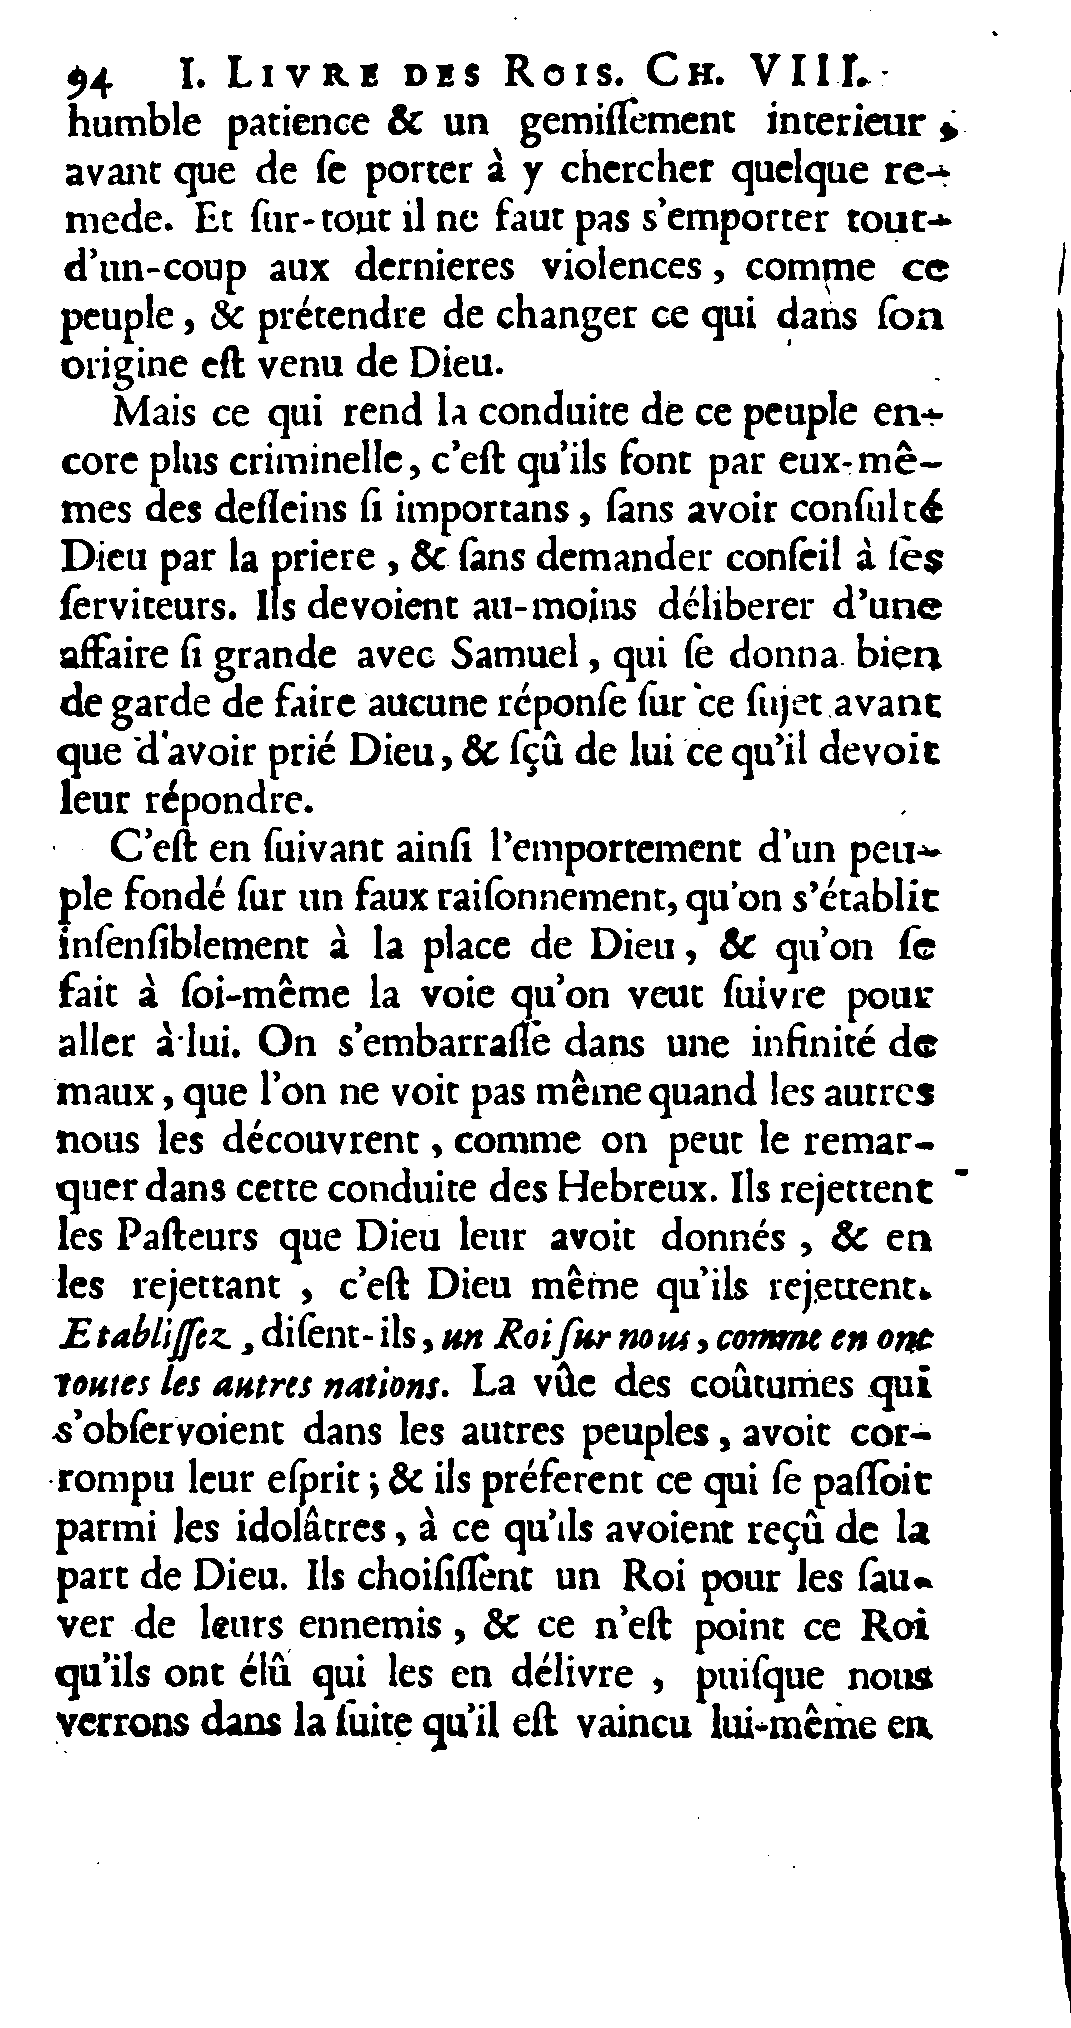 94 I. LIVRE DES ROIS. CH. VIII.
humble patience & un gemiſſement interieur,
avant que de ſe porter à y chercher quelque re-
mede. Et ſur-tout il ne faut pas s'emporter tout-
d'un-coup aux dernieres violences, comme ce
peuple, & prétendre de changer ce qui dans ſon
origine eſt venu de Dieu.
Mais ce qui rend la conduite de ce peuple en-
core plus criminelle, c'eſt qu'ils font par eux-mê-
mes des deſſeins ſi importans, ſans avoir conſulté
Dieu par la priere, & ſans demander conſeil à ſes
ſerviteurs. Ils devoient au-moins déliberer d'une
affaire ſi grande avec Samuel, qui ſe donna bien
de garde de faire aucune réponſe ſur ce ſujet avant
que d'avoir prié Dieu, & ſçû de lui ce qu'il devoit
leur répondre.
C'eſt en ſuivant ainſi l'emportement d'un peu-
ple fondé ſur un faux raiſonnement, qu'on s'établit
inſenſiblement à la place de Dieu, & qu'on ſe
fait à ſoi-même la voie qu'on veut ſuivre pour
aller à lui. On s'embarraſſe dans une infinité de
maux, que l'on ne voit pas même quand les autres
nous les découvrent, comme on peut le remar-
quer dans cette conduite des Hebreux. Ils rejettent
les Paſteurs que Dieu leur avoit donnés, & en
les rejettant, c'eſt Dieu même qu'ils rejettent.
Etabliſſez, diſent-ils, un Roi ſur nous, comme en ont
toutes les autres nations. La vûe des coûtumes qui
s'obſervoient dans les autres peuples, avoit cor-
rompu leur eſprit; & ils préferent ce qui ſe paſſoit
parmi les idolâtres, à ce qu'ils avoient reçû de la
part de Dieu. Ils choiſiſſent un Roi pour les ſau-
ver de leurs ennemis, & ce n'eſt point ce Roi
qu'ils ont élû qui les en délivre, puiſque nous
verrons dans la ſuite qu'il eſt vaincu lui-même en